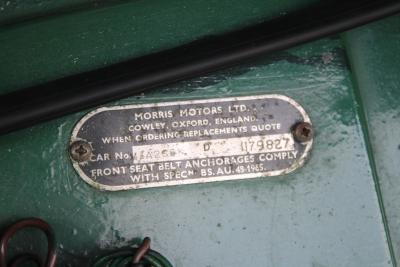 MORRIS MOTORS LTD.
COWLEY, OXFORD, ENGLAND.
WHEN ORDERING REPLACEMENTS QUOTE
CAR No. D 1179827
FRONT SEAT BELT ANCHORAGES COMPLY
WITH SPECN. BS. AU. 48-1965.